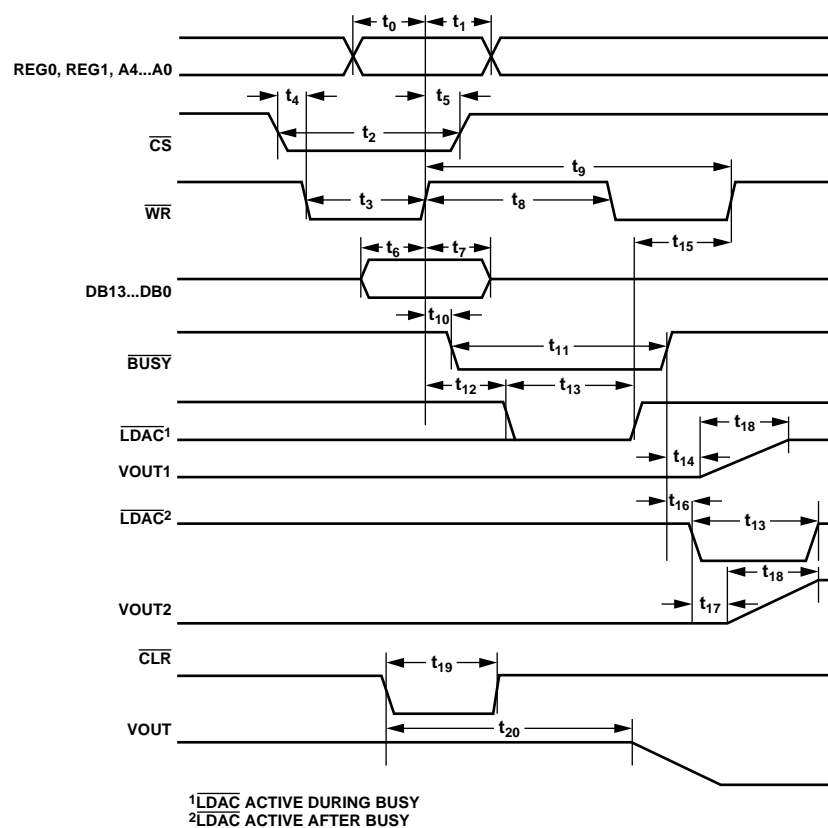 t0 t1
REG0, REG1, A4...A0
t4 t5
t2
CS
t9
t3 t8
WR
t6 t7 t15
DB13...DB0
t10
t11
BUSY
t12 t13
LDAC1 t18
t14
VOUT1
t16
LDAC2 t13
t18
t17
VOUT2
CLR
t19
VOUT t20
1LDAC ACTIVE DURING BUSY
2LDAC ACTIVE AFTER BUSY